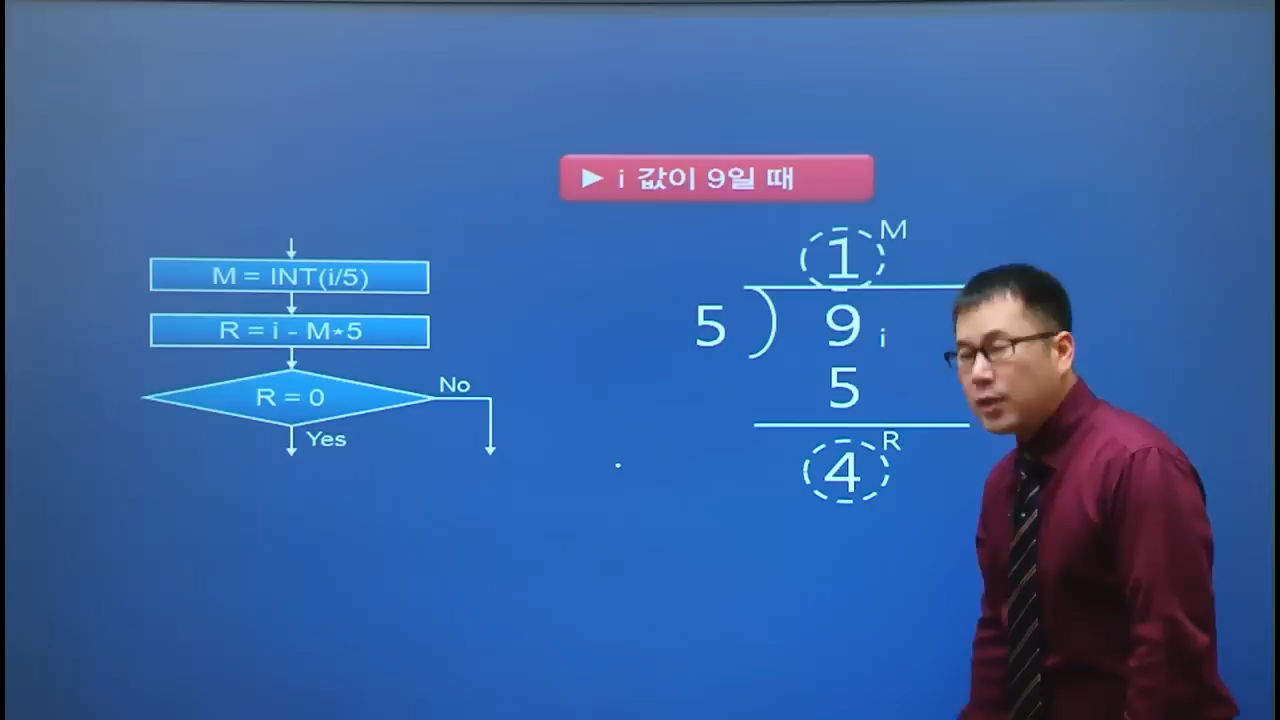 ▶ i 값이 9일 때
M = INT(i/5)
R = i - M*5
R = 0
No
Yes
1 M
5 ) 9 i
5
4 R